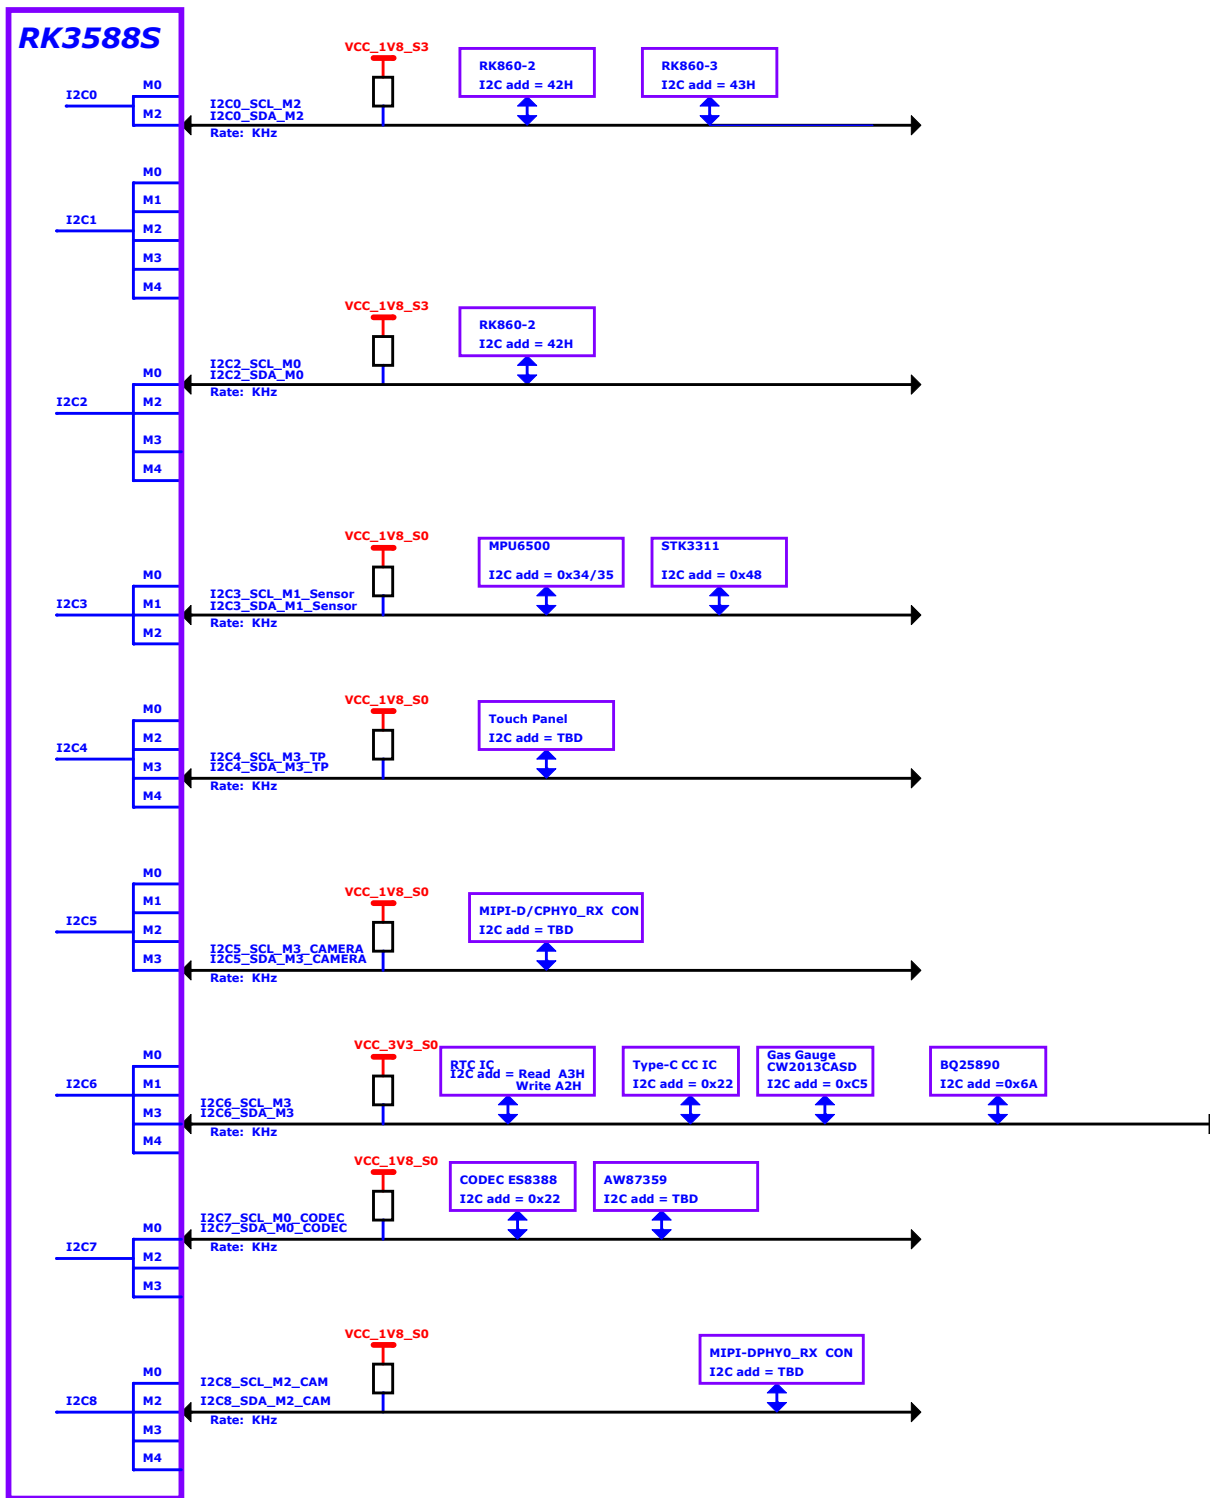 RK3588S
VCC_1V8_S3
RK860-2
I2C add = 42H
RK860-3
I2C add = 43H
I2C0
M0
M2
I2C0_SCL_M2
I2C0_SDA_M2
Rate:  KHz
I2C1
M0
M1
M2
M3
M4
VCC_1V8_S3
RK860-2
I2C add = 42H
I2C2
M0
M2
M3
M4
I2C2_SCL_M0
I2C2_SDA_M0
Rate:  KHz
VCC_1V8_S0
MPU6500
I2C add = 0x34/35
STK3311
I2C add = 0x48
I2C3
M0
M1
M2
I2C3_SCL_M1_Sensor
I2C3_SDA_M1_Sensor
Rate:  KHz
VCC_1V8_S0
Touch Panel
I2C add = TBD
I2C4
M0
M2
M3
M4
I2C4_SCL_M3_TP
I2C4_SDA_M3_TP
Rate:  KHz
VCC_1V8_S0
MIPI-D/CPHY0_RX  CON
I2C add = TBD
I2C5
M0
M1
M2
M3
I2C5_SCL_M3_CAMERA
I2C5_SDA_M3_CAMERA
Rate:  KHz
VCC_3V3_S0
RTC IC
I2C add = Read  A3H
Write A2H
Type-C CC IC
I2C add = 0x22
Gas Gauge
CW2013CASD
I2C add = 0xC5
BQ25890
I2C add =0x6A
I2C6
M0
M1
M3
M4
I2C6_SCL_M3
I2C6_SDA_M3
Rate:  KHz
VCC_1V8_S0
CODEC ES8388
I2C add = 0x22
AW87359
I2C add = TBD
I2C7
M0
M2
M3
I2C7_SCL_M0_CODEC
I2C7_SDA_M0_CODEC
Rate:  KHz
VCC_1V8_S0
MIPI-DPHY0_RX  CON
I2C add = TBD
I2C8
M0
M2
M3
M4
I2C8_SCL_M2_CAM
I2C8_SDA_M2_CAM
Rate:  KHz